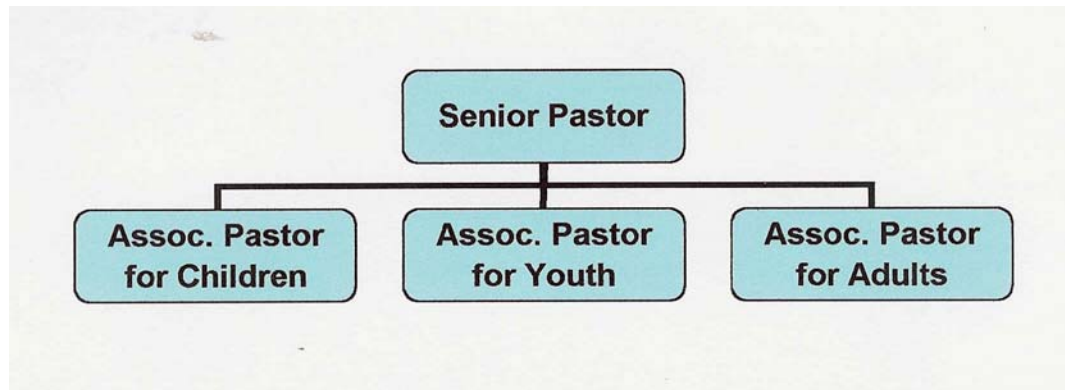 Senior Pastor
Assoc. Pastor
for Children
Assoc. Pastor
for Youth
Assoc. Pastor
for Adults